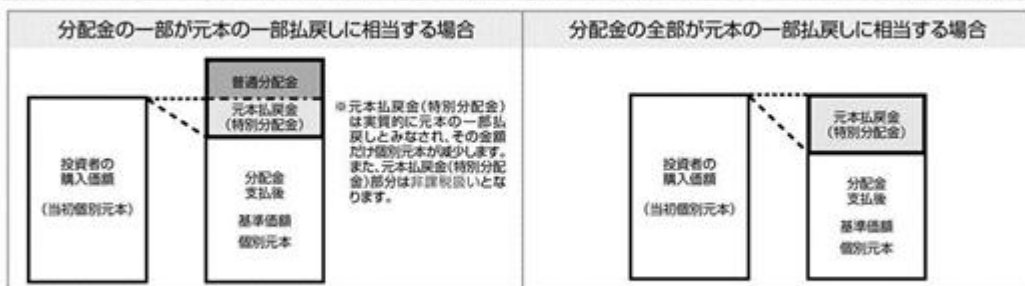 分配金の一部が元本の一部払戻しに相当する場合
普通分配金
元本払戻金
(特別分配金)
投資者の
購入価額
(当初個別元本)
分配金
支払後
基準価額
個別元本
※元本払戻金(特別分配金)
は実質的に元本の一部払
戻しとみなされ、その金額
だけ個別元本が減少します。
また、元本払戻金(特別分配
金)部分は非課税扱いとな
ります。
分配金の全部が元本の一部払戻しに相当する場合
投資者の
購入価額
(当初個別元本)
元本払戻金
(特別分配金)
分配金
支払後
基準価額
個別元本